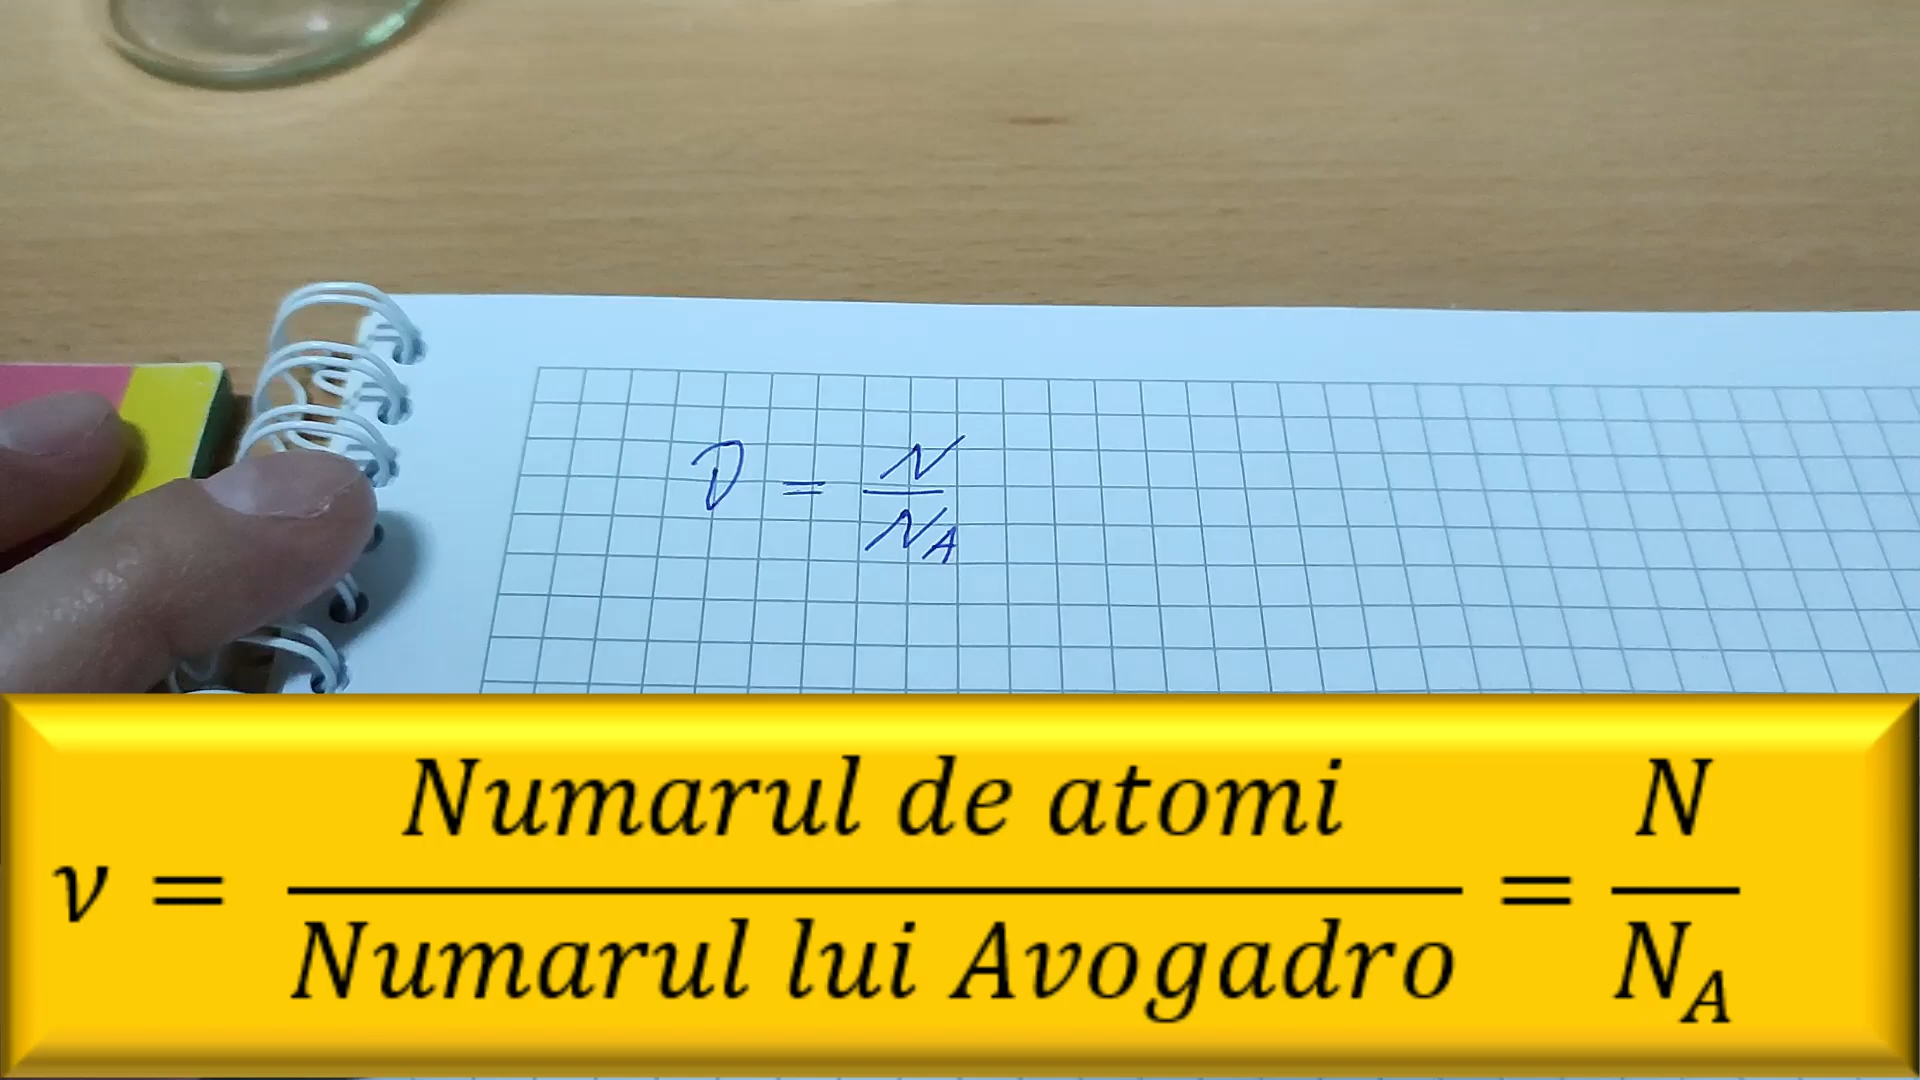 ν = N / N_A
ν = Numarul de atomi / Numarul lui Avogadro = N / N_A